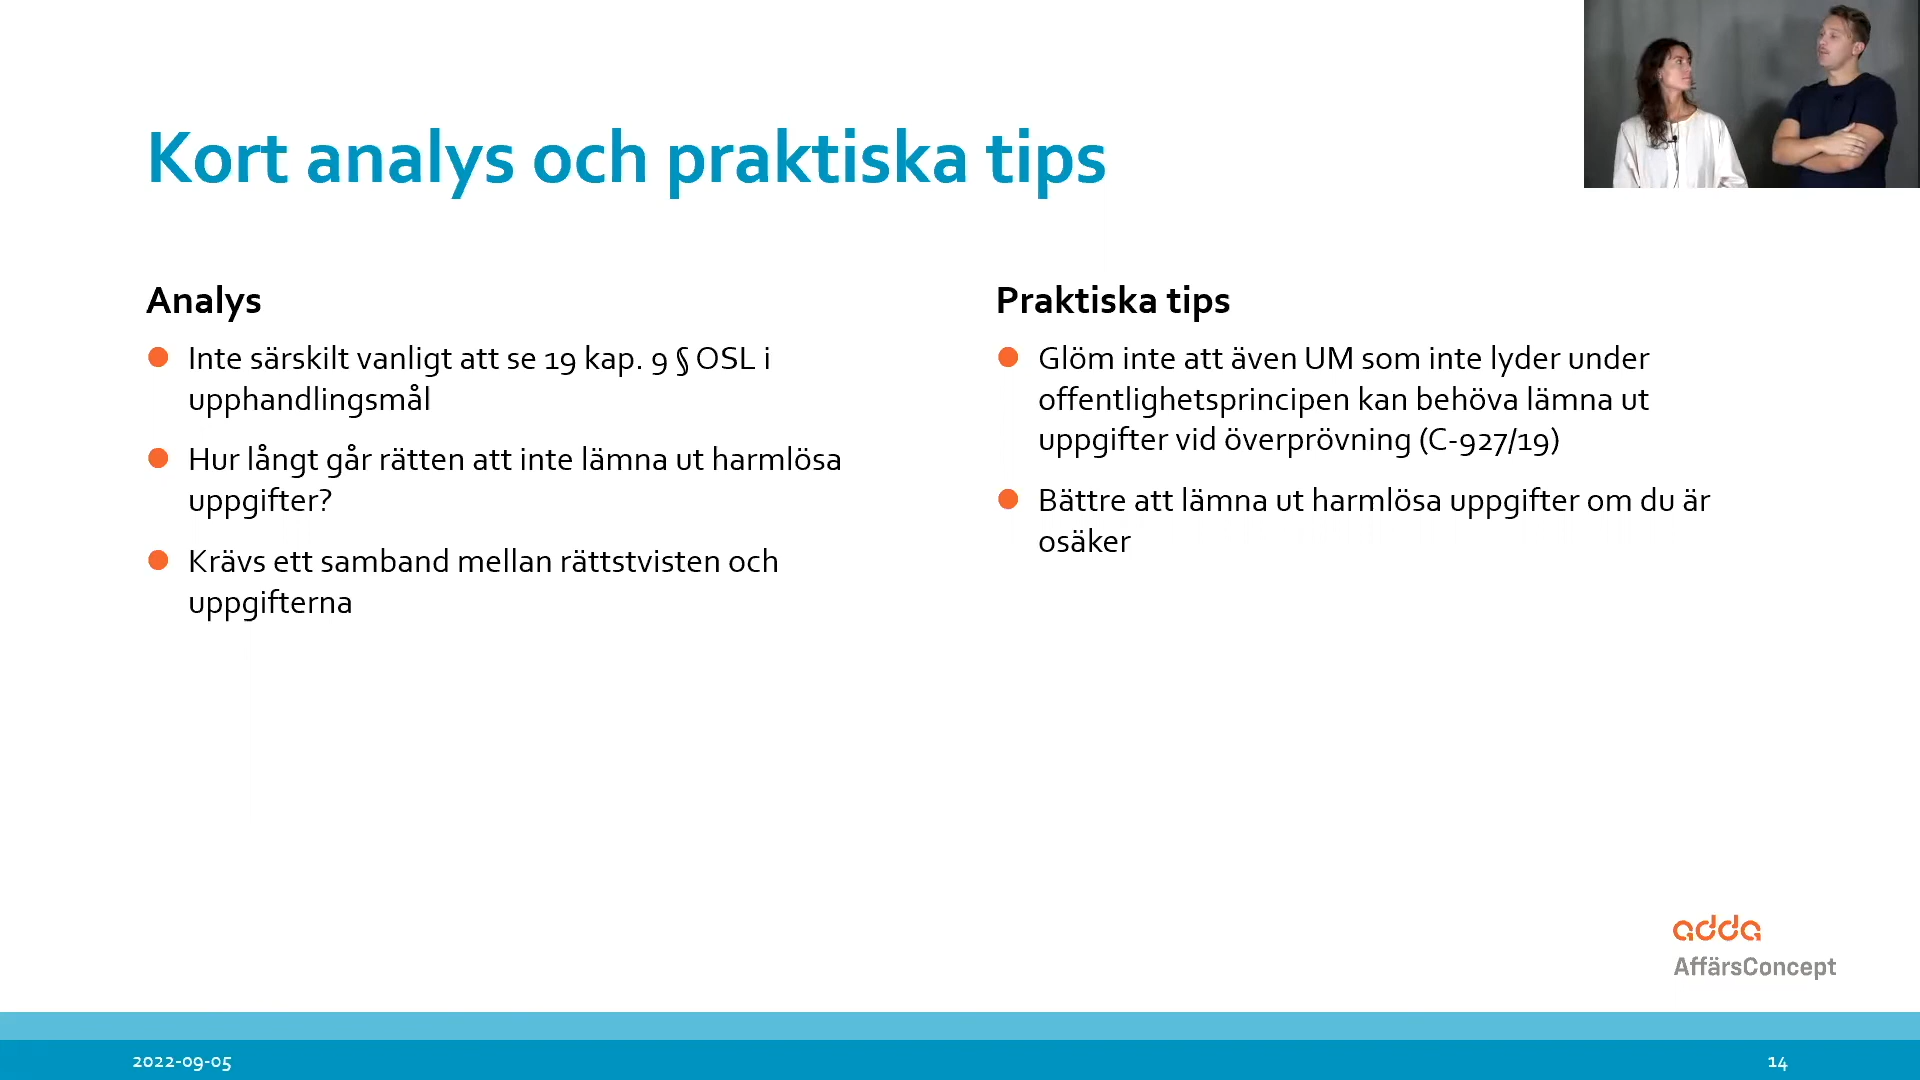 Kort analys och praktiska tips
Analys
Inte särskilt vanligt att se 19 kap. 9 § OSL i
upphandlingsmål
Hur långt går rätten att inte lämna ut harmlösa
uppgifter?
Krävs ett samband mellan rättstvisten och
uppgifterna
Praktiska tips
Glöm inte att även UM som inte lyder under
offentlighetsprincipen kan behöva lämna ut
uppgifter vid överprövning (C-927/19)
Bättre att lämna ut harmlösa uppgifter om du är
osäker
adda
AffärsConcept
2022-09-05
14